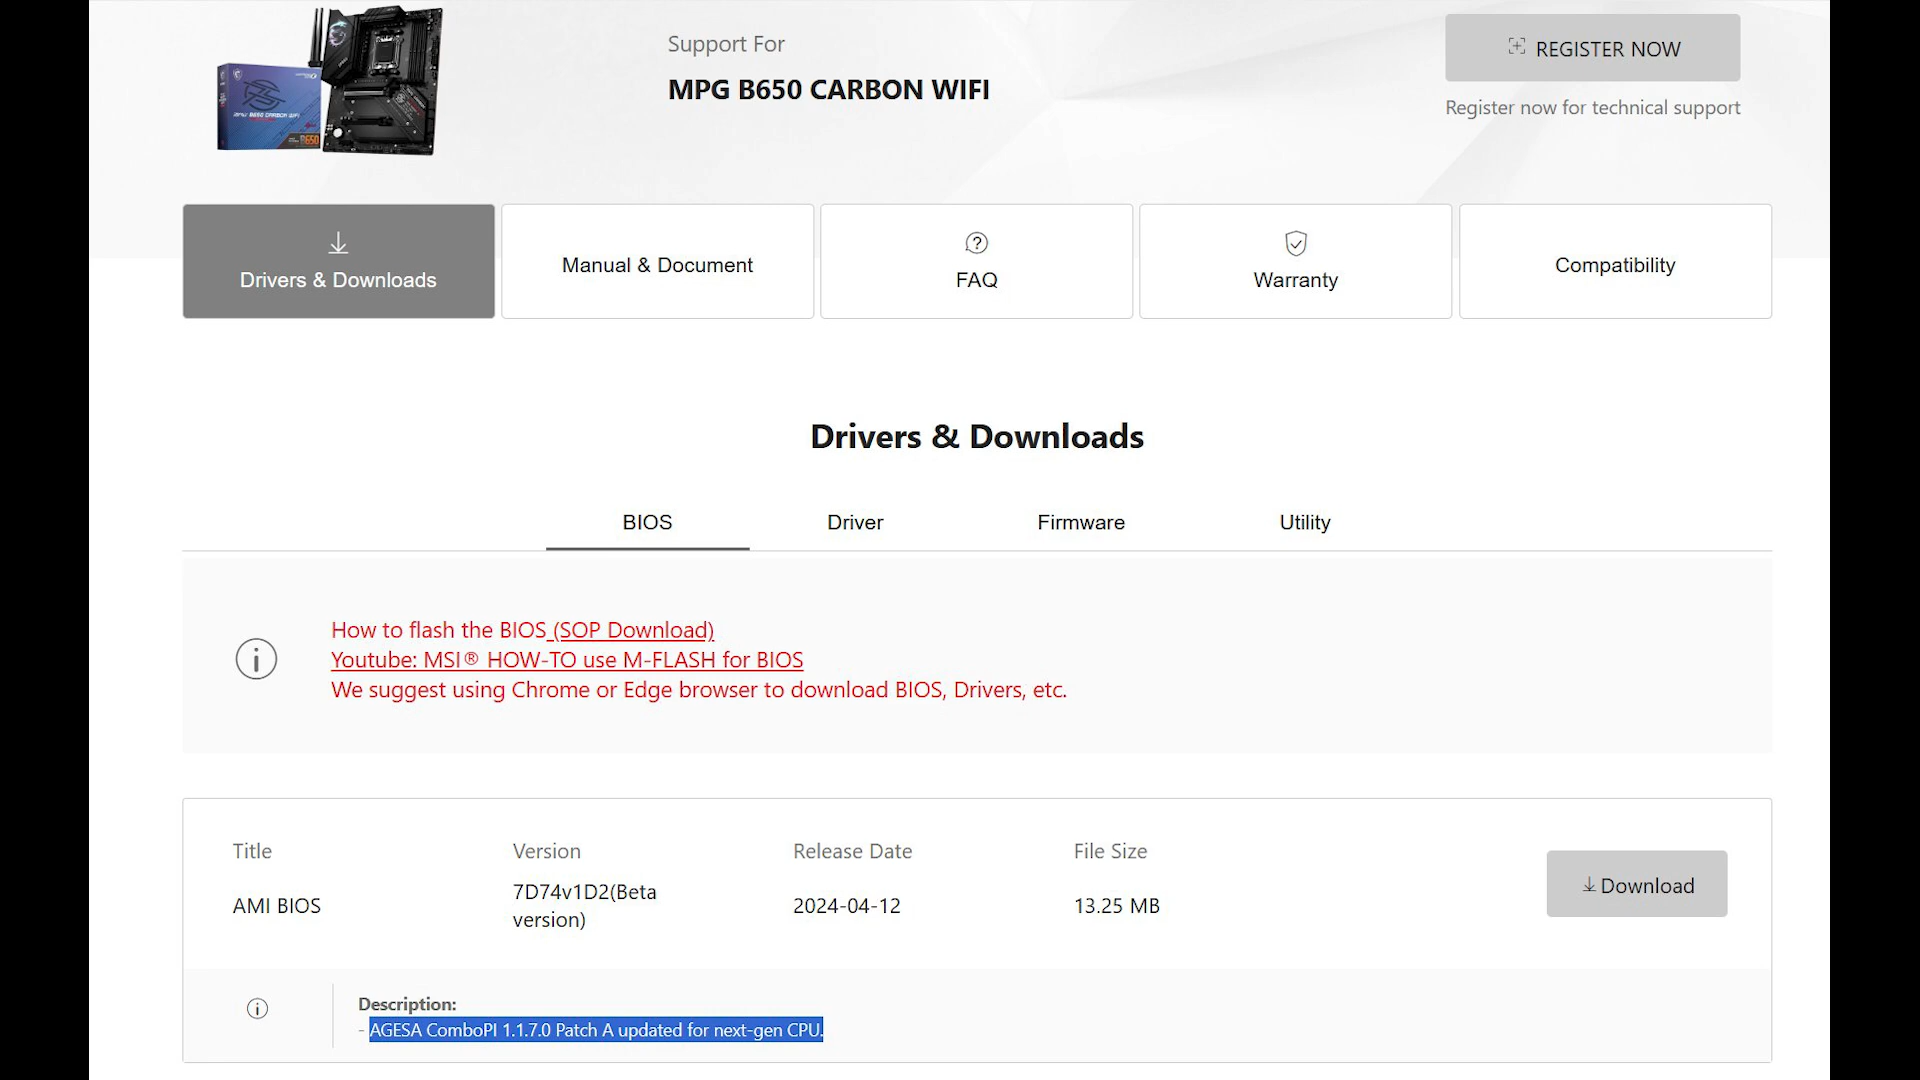 Support For
MPG B650 CARBON WIFI
REGISTER NOW
Register now for technical support
Drivers & Downloads
Manual & Document
FAQ
Warranty
Compatibility
Drivers & Downloads
BIOS
Driver
Firmware
Utility
How to flash the BIOS (SOP Download)
Youtube: MSI® HOW-TO use M-FLASH for BIOS
We suggest using Chrome or Edge browser to download BIOS, Drivers, etc.
Title
Version
Release Date
File Size
AMI BIOS
7D74v1D2(Beta
version)
2024-04-12
13.25 MB
Download
Description:
- AGESA ComboPI 1.1.7.0 Patch A updated for next-gen CPU.